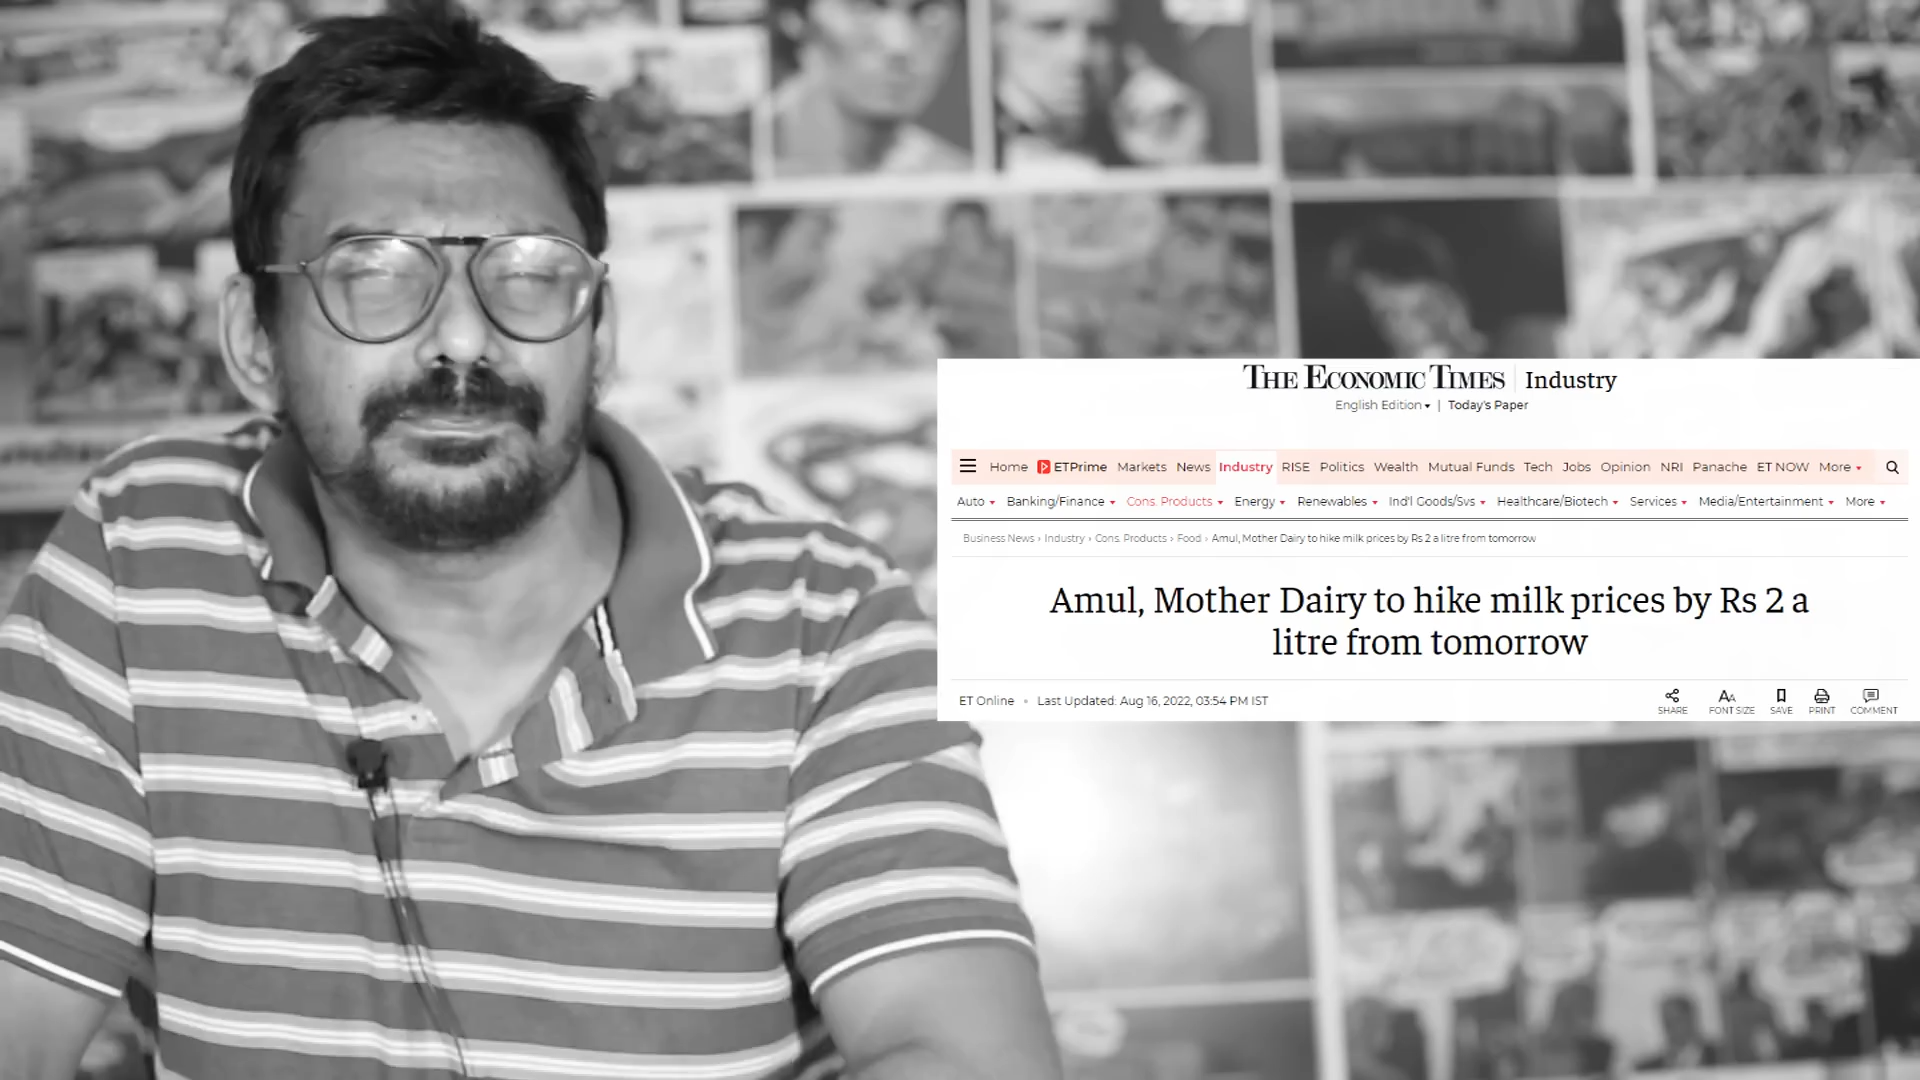 THE ECONOMIC TIMES | Industry
English Edition | Today's Paper
Home ETPrime Markets News Industry RISE Politics Wealth Mutual Funds Tech Jobs Opinion NRI Panache ET NOW More
Auto Banking/Finance Cons. Products Energy Renewables Ind'l Goods/Svs Healthcare/Biotech Services Media/Entertainment More
Business News › Industry › Cons. Products › Food › Amul, Mother Dairy to hike milk prices by Rs 2 a litre from tomorrow
Amul, Mother Dairy to hike milk prices by Rs 2 a
litre from tomorrow
ET Online • Last Updated: Aug 16, 2022, 03:54 PM IST
SHARE FONT SIZE SAVE PRINT COMMENT